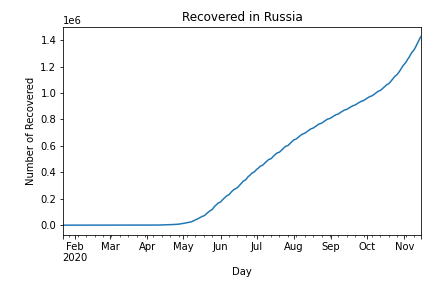 Recovered in Russia
1e6
1.4
1.2
1.0
0.8
0.6
0.4
0.2
0.0
Number of Recovered
Feb Mar Apr May Jun Jul Aug Sep Oct Nov
2020
Day